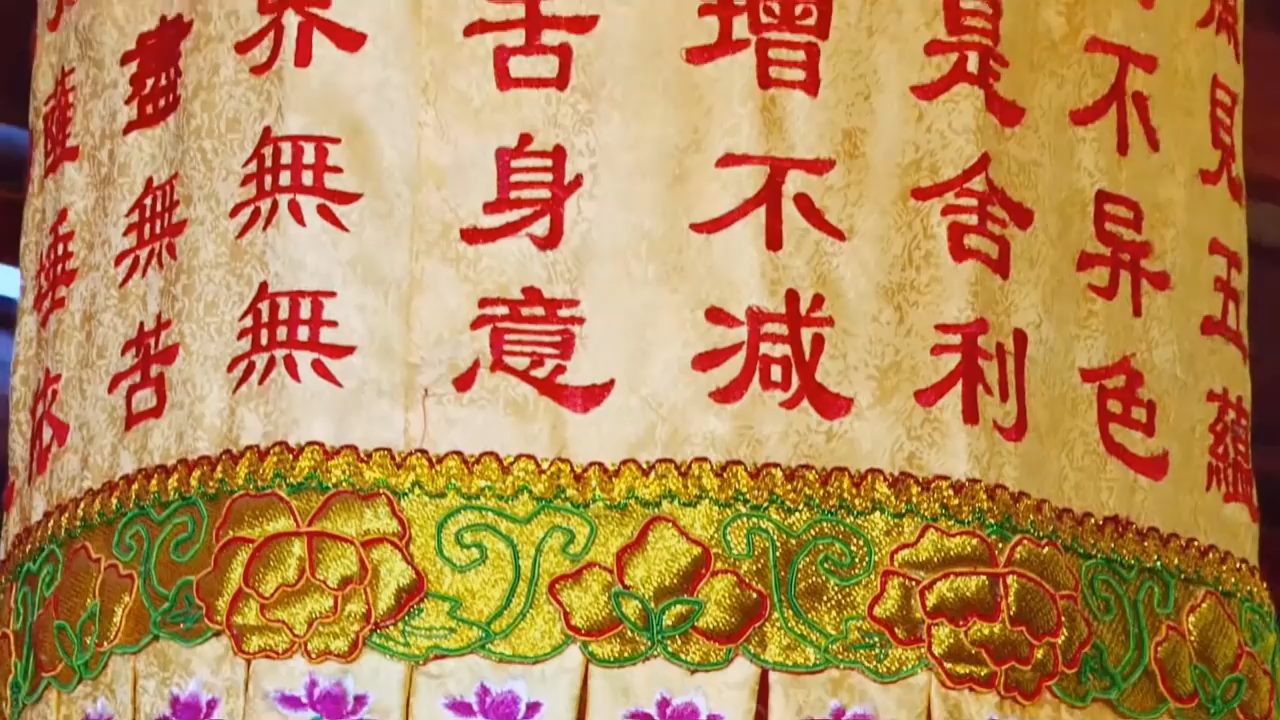 見五蘊
不异色
是舍利
增不減
舌身意
界無無
盡無苦
薩埵依